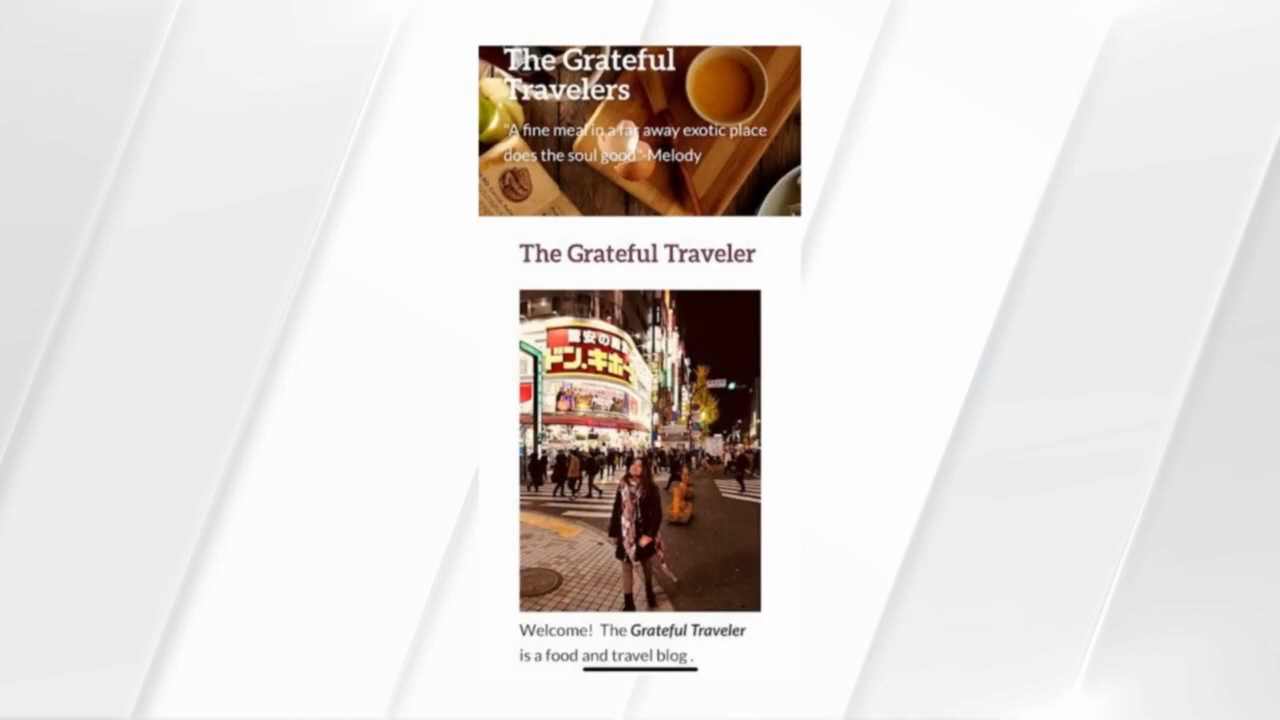 The Grateful
Travelers
"A fine meal in a far away exotic place
does the soul good"-Melody
The Grateful Traveler
ドン.キホーテ
Welcome!  The Grateful Traveler
is a food and travel blog .